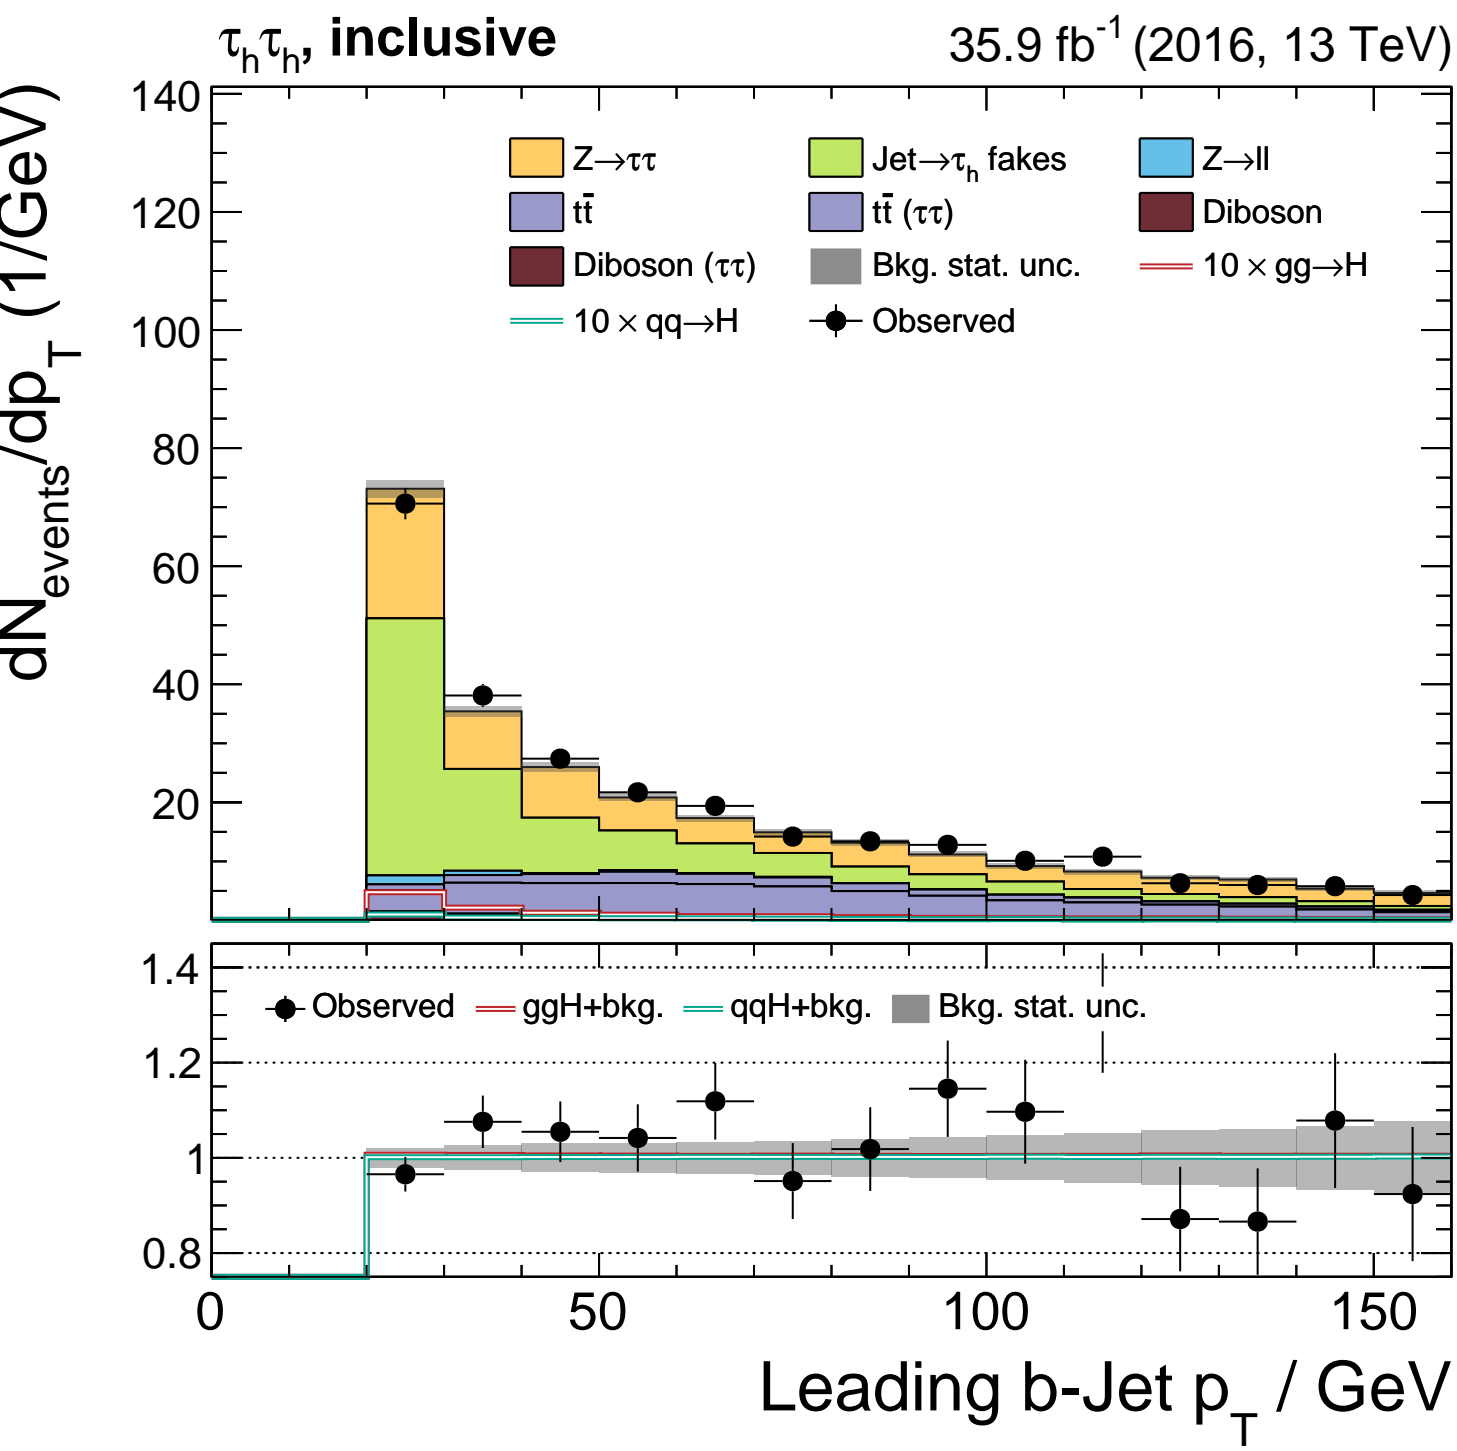 τhτh, inclusive
35.9 fb-1 (2016, 13 TeV)
dNevents/dpT (1/GeV)
140
120
100
80
60
40
20
Z→ττ
Jet→τh fakes
Z→ll
tt̄
tt̄ (ττ)
Diboson
Diboson (ττ)
Bkg. stat. unc.
10 × gg→H
10 × qq→H
Observed
1.4
1.2
1
0.8
Observed
ggH+bkg.
qqH+bkg.
Bkg. stat. unc.
0
50
100
150
Leading b-Jet pT / GeV